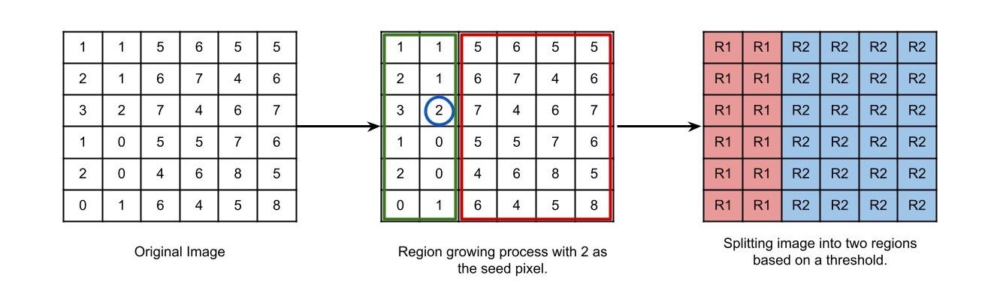 1 1 5 6 5 5
2 1 6 7 4 6
3 2 7 4 6 7
1 0 5 5 7 6
2 0 4 6 8 5
0 1 6 4 5 8
Original Image
1 1 5 6 5 5
2 1 6 7 4 6
3 2 7 4 6 7
1 0 5 5 7 6
2 0 4 6 8 5
0 1 6 4 5 8
Region growing process with 2 as
the seed pixel.
R1 R1 R2 R2 R2 R2
R1 R1 R2 R2 R2 R2
R1 R1 R2 R2 R2 R2
R1 R1 R2 R2 R2 R2
R1 R1 R2 R2 R2 R2
R1 R1 R2 R2 R2 R2
Splitting image into two regions
based on a threshold.